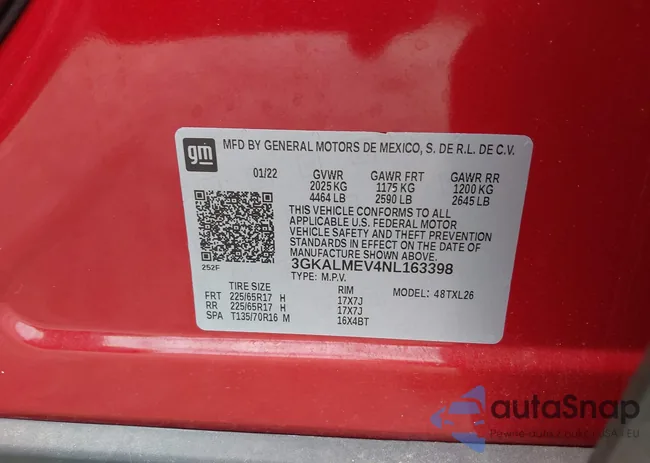 gm
MFD BY GENERAL MOTORS DE MEXICO, S. DE R.L. DE C.V.
01/22 GVWR GAWR FRT GAWR RR
2025 KG 1175 KG 1200 KG
4464 LB 2590 LB 2645 LB
THIS VEHICLE CONFORMS TO ALL
APPLICABLE U.S. FEDERAL MOTOR
VEHICLE SAFETY AND THEFT PREVENTION
STANDARDS IN EFFECT ON THE DATE OF
MANUFACTURE SHOWN ABOVE.
252F 3GKALMEV4NL163398
TYPE: M.P.V.
TIRE SIZE RIM MODEL: 48TXL26
FRT 225/65R17 H 17X7J
RR 225/65R17 H 17X7J
SPA T135/70R16 M 16X4BT
autaSnap